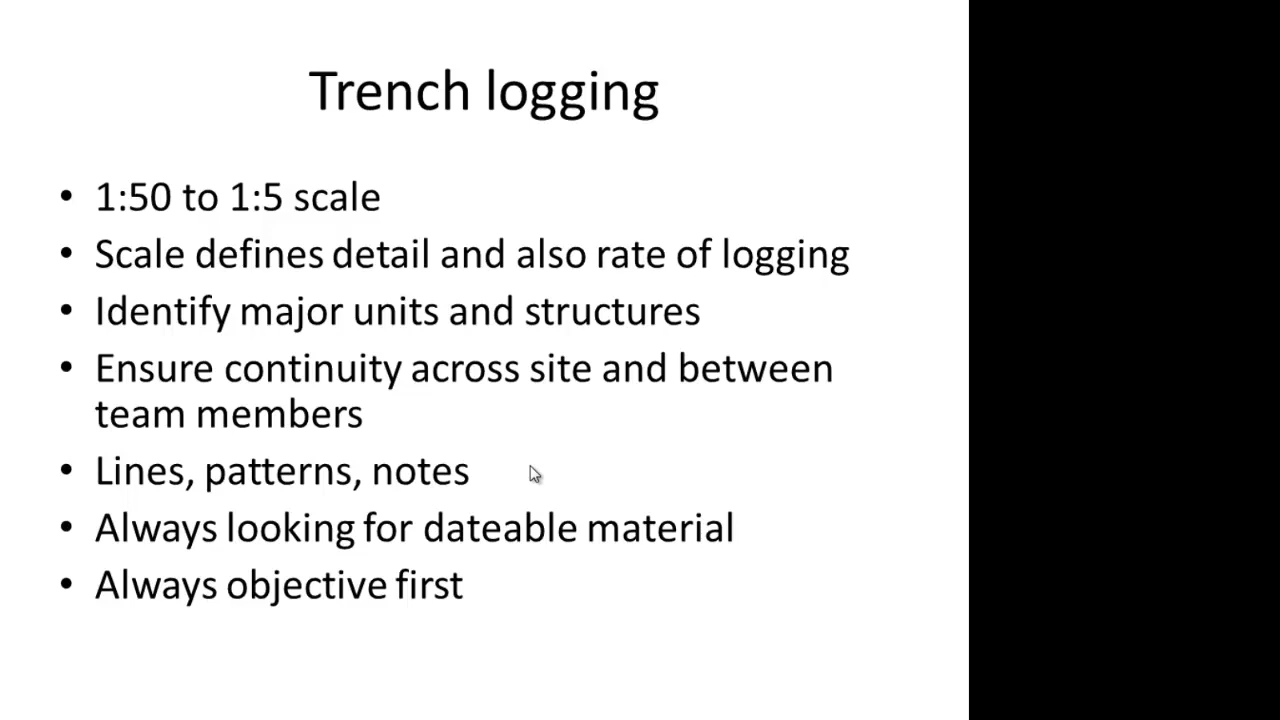 Trench logging
• 1:50 to 1:5 scale
• Scale defines detail and also rate of logging
• Identify major units and structures
• Ensure continuity across site and between
team members
• Lines, patterns, notes
• Always looking for dateable material
• Always objective first